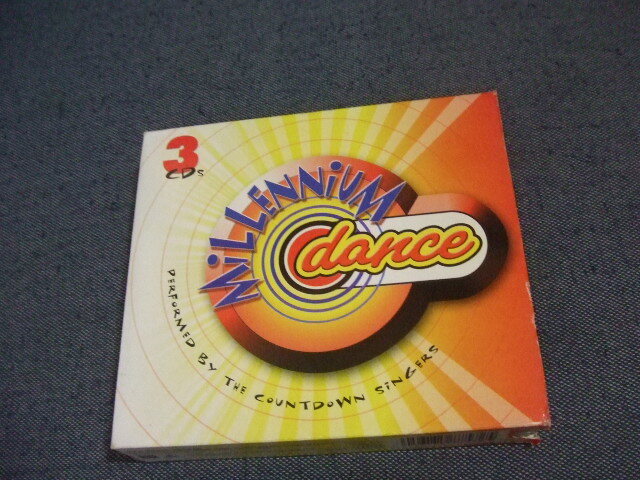 3
CDs
MiLLENNiUM
dance
PERFORMED BY THE COUNTDOWN SiNGERS